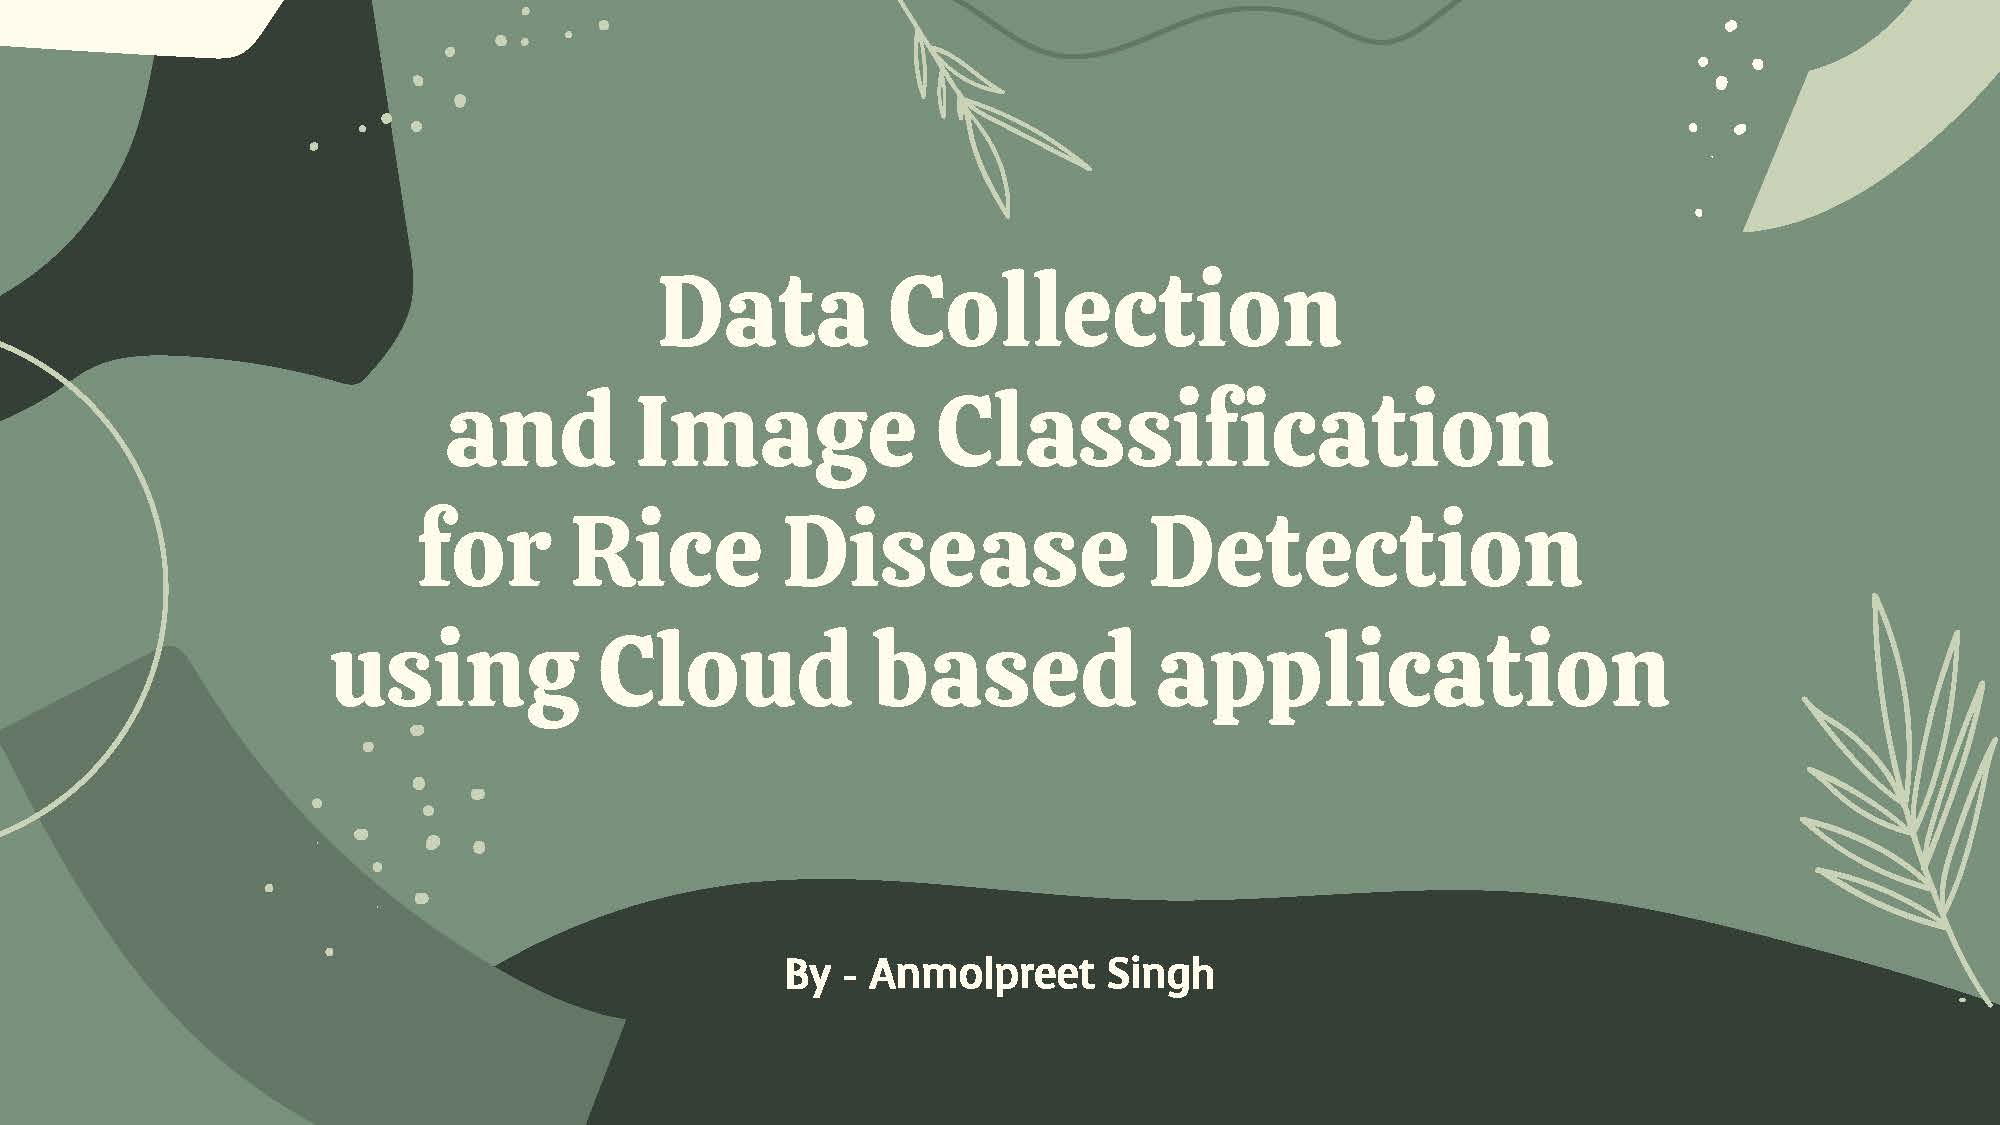 Data Collection
and Image Classification
for Rice Disease Detection
using Cloud based application
By - Anmolpreet Singh